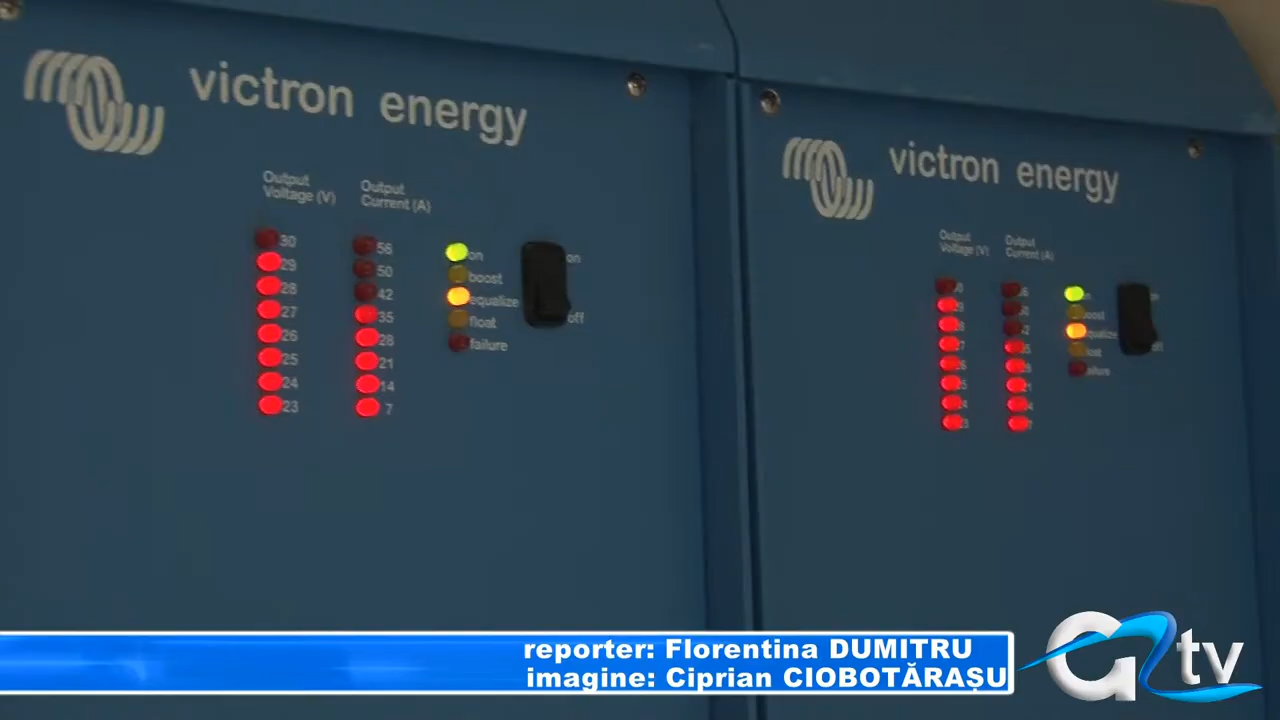 victron energy
Output
Voltage (V)
Output
Current (A)
30
29
28
27
26
25
24
23
56
50
42
35
28
21
14
7
on
boost
equalize
float
failure
on
off
victron energy
Output
Voltage (V)
Output
Current (A)
reporter: Florentina DUMITRU
imagine: Ciprian CIOBOTĂRAȘU
tv